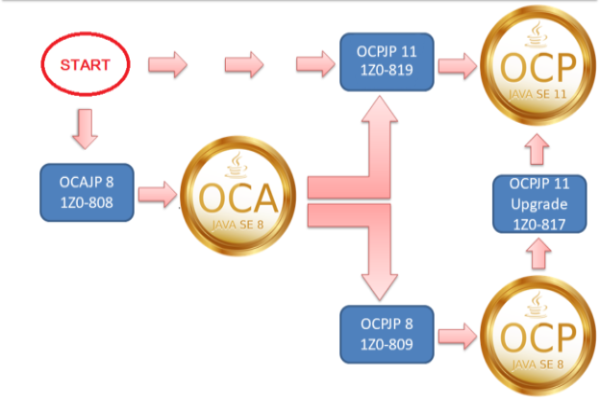 START
OCPJP 11
1Z0-819
OCP
JAVA SE 11
OCAJP 8
1Z0-808
OCA
JAVA SE 8
OCPJP 11
Upgrade
1Z0-817
OCPJP 8
1Z0-809
OCP
JAVA SE 8